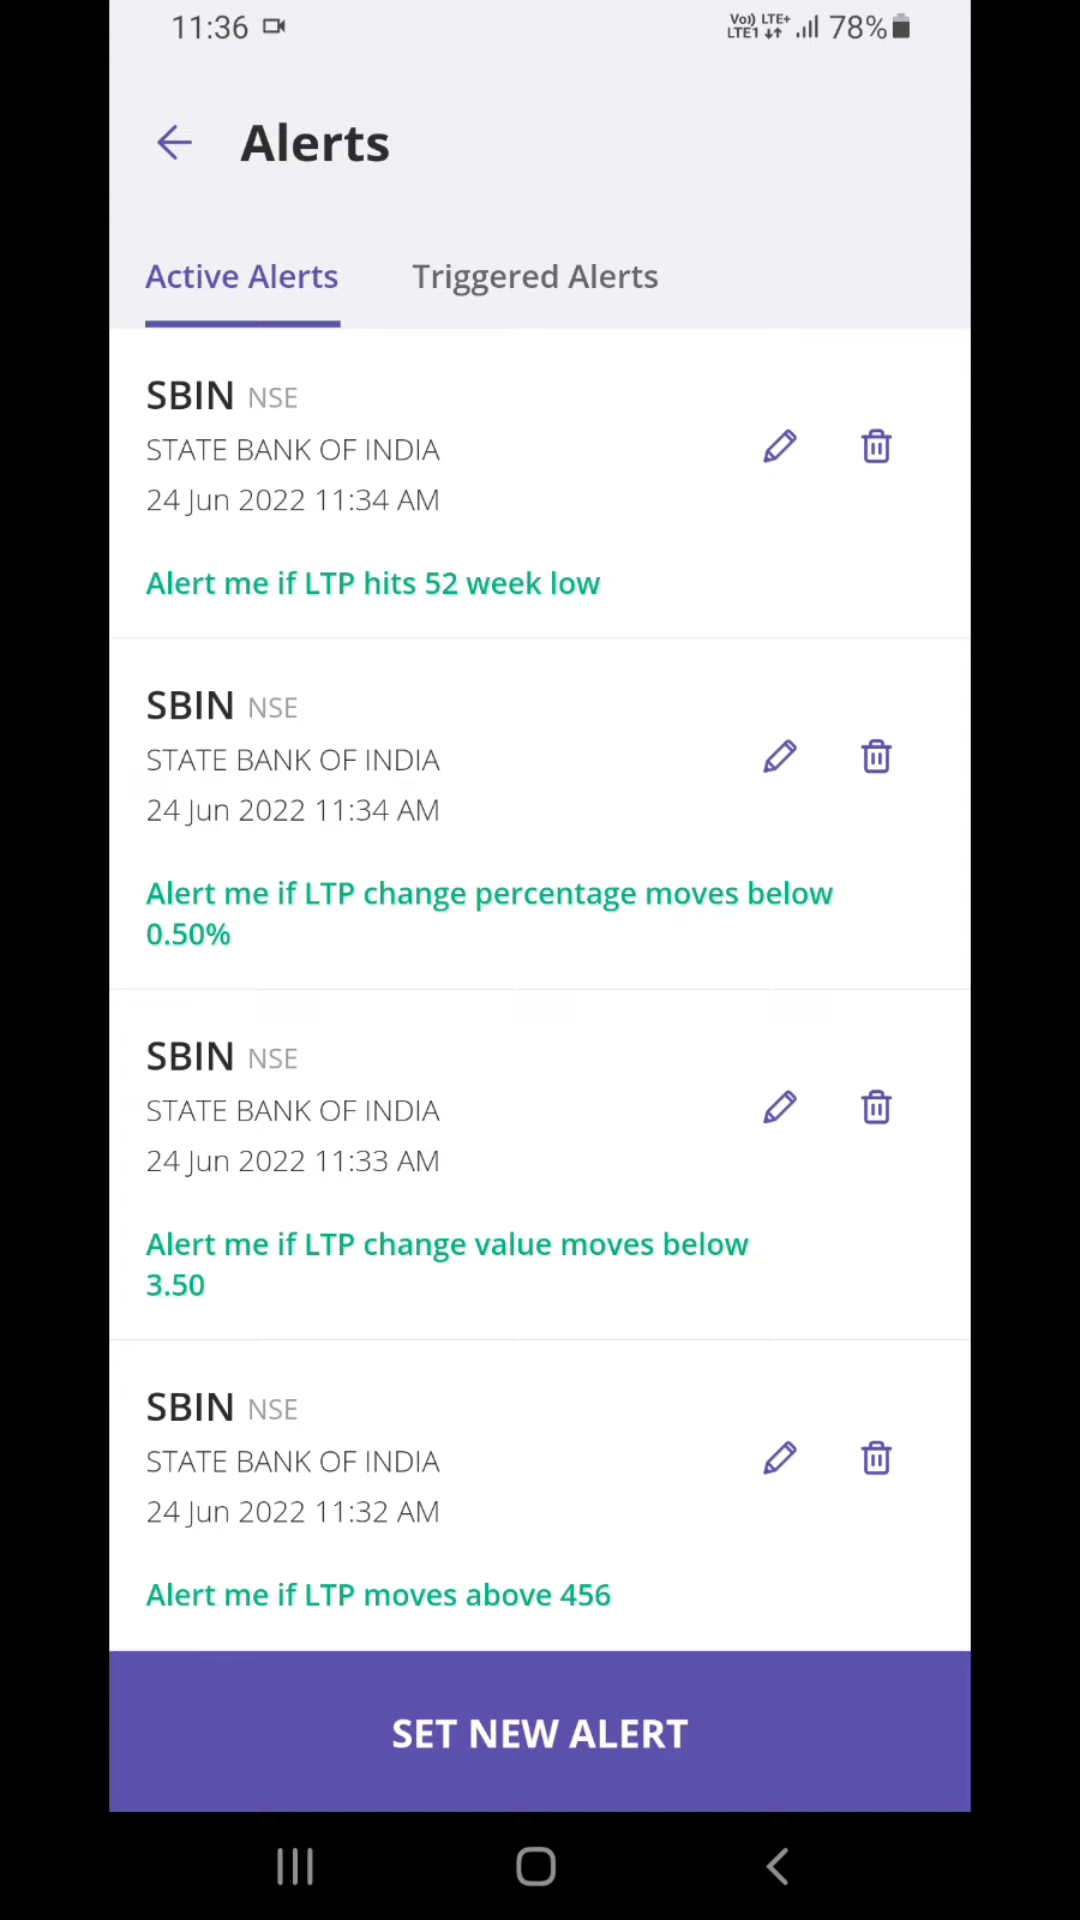 11:36 Vo)) LTE+ LTE1 78%
Alerts
Active Alerts Triggered Alerts
SBIN NSE
STATE BANK OF INDIA
24 Jun 2022 11:34 AM
Alert me if LTP hits 52 week low
SBIN NSE
STATE BANK OF INDIA
24 Jun 2022 11:34 AM
Alert me if LTP change percentage moves below
0.50%
SBIN NSE
STATE BANK OF INDIA
24 Jun 2022 11:33 AM
Alert me if LTP change value moves below
3.50
SBIN NSE
STATE BANK OF INDIA
24 Jun 2022 11:32 AM
Alert me if LTP moves above 456
SET NEW ALERT